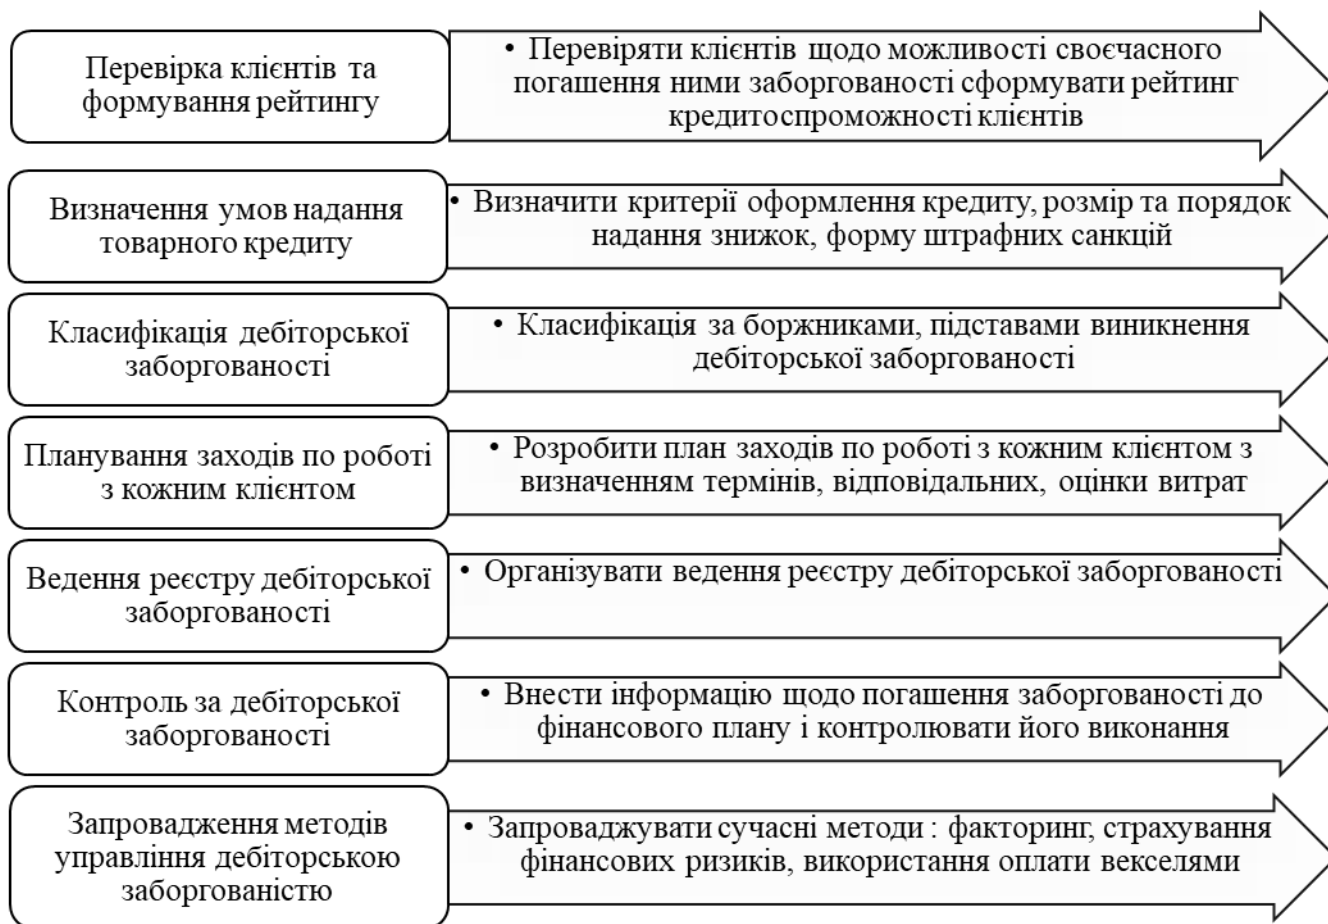 Перевірка клієнтів та
формування рейтингу
• Перевіряти клієнтів щодо можливості своєчасного
погашення ними заборгованості сформувати рейтинг
кредитоспроможності клієнтів
Визначення умов надання
товарного кредиту
• Визначити критерії оформлення кредиту, розмір та порядок
надання знижок, форму штрафних санкцій
Класифікація дебіторської
заборгованості
• Класифікація за боржниками, підставами виникнення
дебіторської заборгованості
Планування заходів по роботі
з кожним клієнтом
• Розробити план заходів по роботі з кожним клієнтом з
визначенням термінів, відповідальних, оцінки витрат
Ведення реєстру дебіторської
заборгованості
• Організувати ведення реєстру дебіторської заборгованості
Контроль за дебіторської
заборгованості
• Внести інформацію щодо погашення заборгованості до
фінансового плану і контролювати його виконання
Запровадження методів
управління дебіторською
заборгованістю
• Запроваджувати сучасні методи : факторинг, страхування
фінансових ризиків, використання оплати векселями